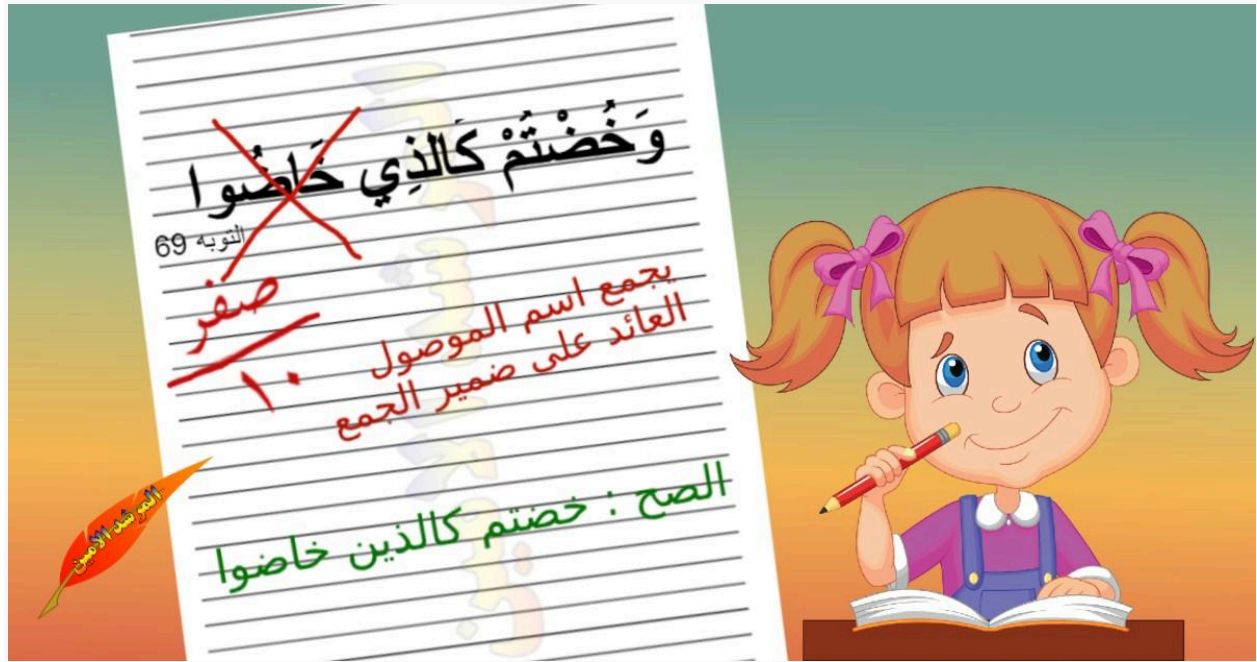 وَخُضْتُمْ كَالذِي خَاضُوا
التوبه 69
صفر
١٠
يجمع اسم الموصول
العائد على ضمير الجمع
الصح : خضتم كالذين خاضوا
المرشد الأمين